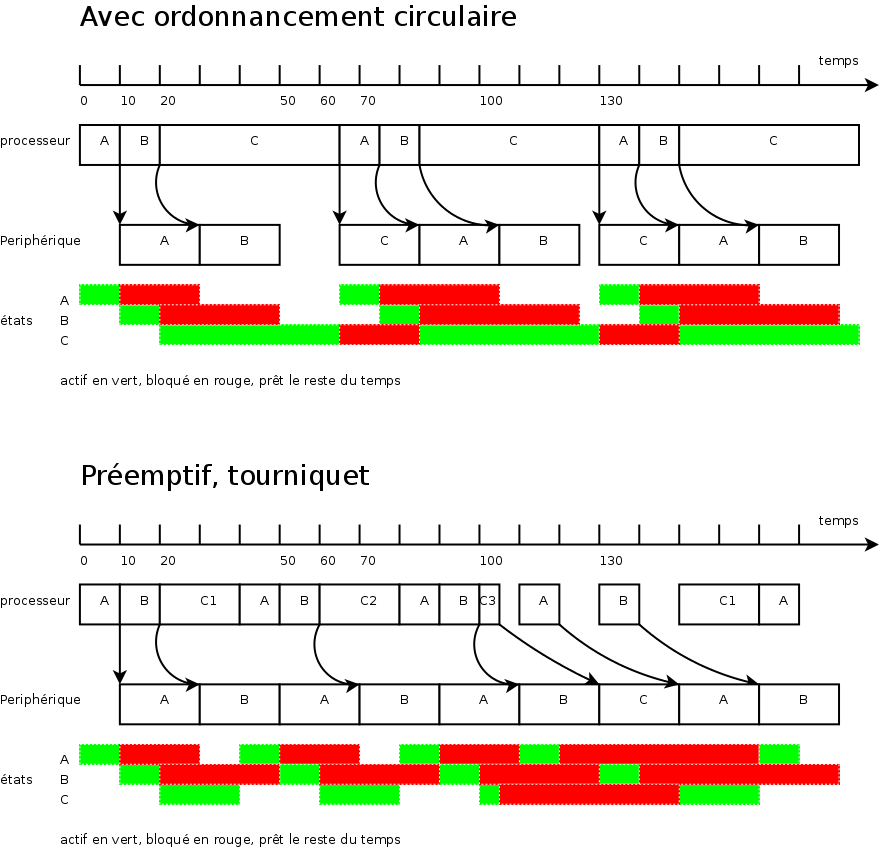 Avec ordonnancement circulaire
temps
0 10 20 50 60 70 100 130
processeur A B C A B C A B C
Periphérique A B C A B C A B
A
états B
C
actif en vert, bloqué en rouge, prêt le reste du temps
Préemptif, tourniquet
temps
0 10 20 50 60 70 100 130
processeur A B C1 A B C2 A B C3 A B C1 A
Periphérique A B A B A B C A B
A
états B
C
actif en vert, bloqué en rouge, prêt le reste du temps